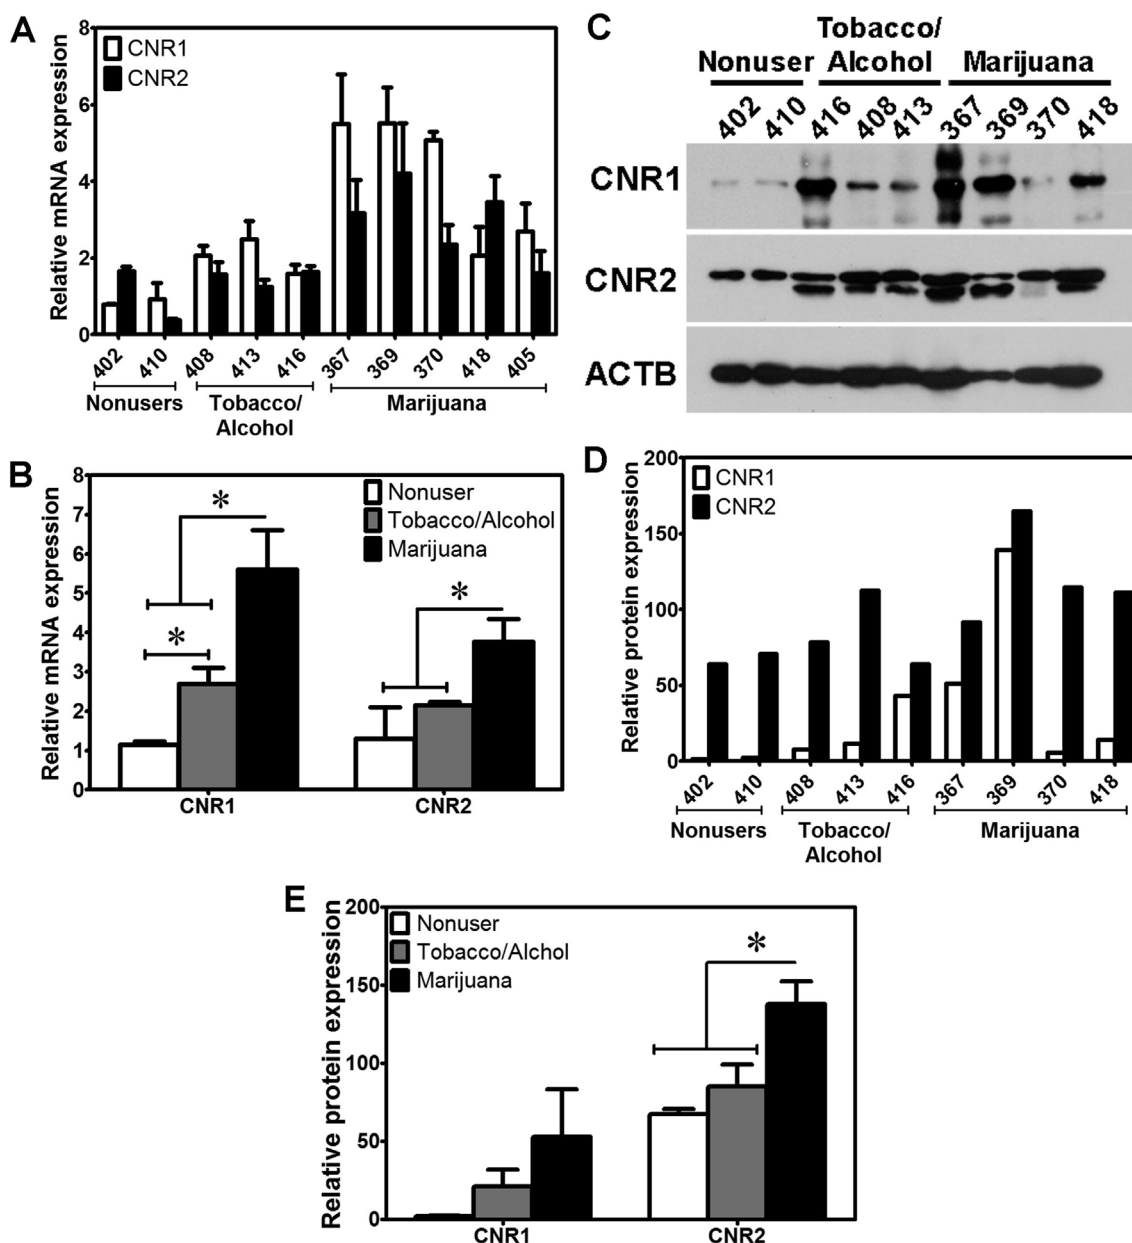 A
8
6
4
2
0
Relative mRNA expression
CNR1
CNR2
402
410
408
413
416
367
369
370
418
405
Nonusers
Tobacco/
Alcohol
Marijuana
B
8
7
6
5
4
3
2
1
0
Relative mRNA expression
Nonuser
Tobacco/Alcohol
Marijuana
*
*
*
CNR1
CNR2
C
Tobacco/
Nonuser Alcohol Marijuana
402 410 416 408 413 367 369 370 418
CNR1
CNR2
ACTB
D
200
150
100
50
0
Relative protein expression
CNR1
CNR2
402
410
408
413
416
367
369
370
418
Nonusers
Tobacco/
Alcohol
Marijuana
E
200
150
100
50
0
Relative protein expression
Nonuser
Tobacco/Alchol
Marijuana
*
CNR1
CNR2